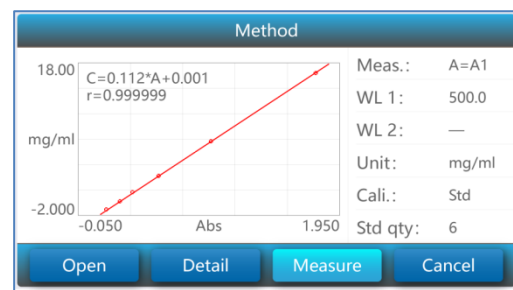 Method
18.00
C=0.112*A+0.001
r=0.999999
mg/ml
-2.000
-0.050 Abs 1.950
Meas.: A=A1
WL 1: 500.0
WL 2: —
Unit: mg/ml
Cali.: Std
Std qty: 6
Open Detail Measure Cancel